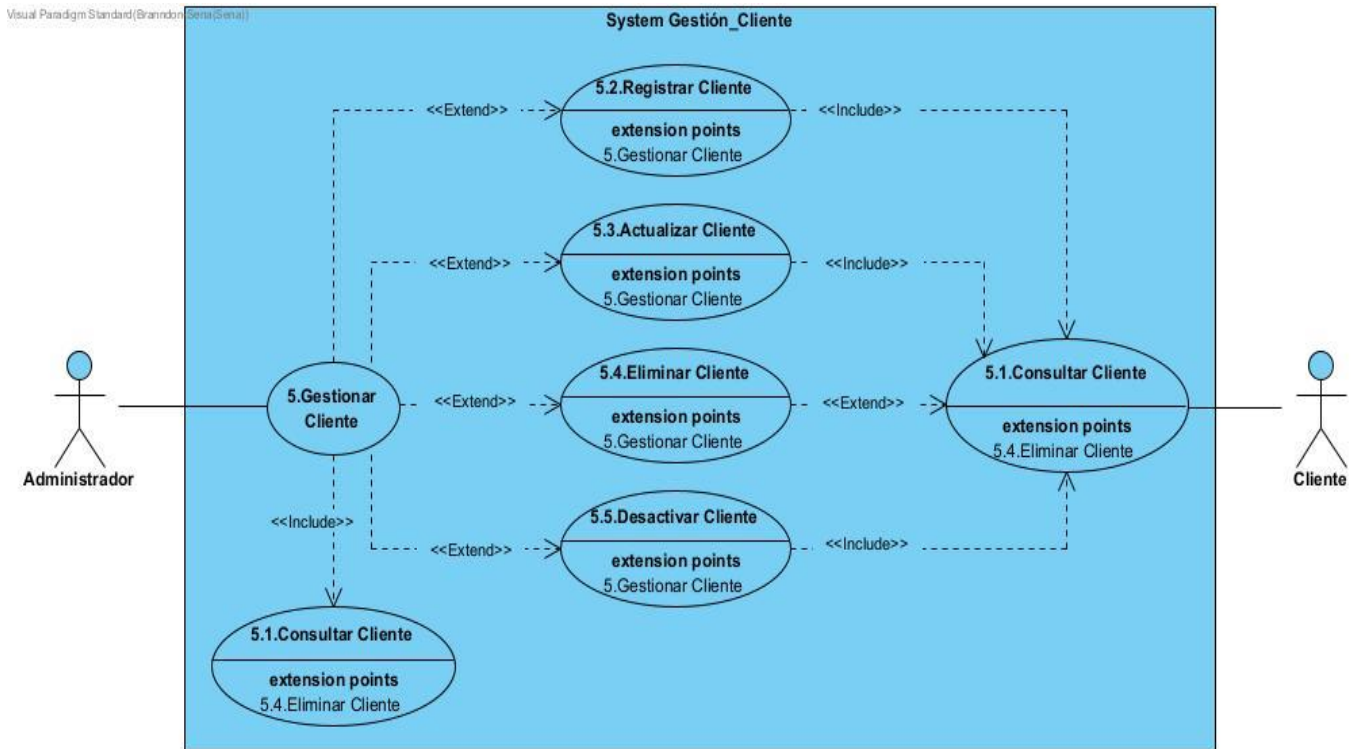 Visual Paradigm Standard(Branndon Sena(Sena))
System Gestión_Cliente
5.2.Registrar Cliente
<<Extend>>
<<Include>>
extension points
5.Gestionar Cliente
5.3.Actualizar Cliente
<<Extend>>
<<Include>>
extension points
5.Gestionar Cliente
5.4.Eliminar Cliente
5.1.Consultar Cliente
5.Gestionar
Cliente
<<Extend>>
<<Extend>>
extension points
5.Gestionar Cliente
extension points
5.4.Eliminar Cliente
Administrador
Cliente
<<Include>>
5.5.Desactivar Cliente
<<Extend>>
<<Include>>
extension points
5.Gestionar Cliente
5.1.Consultar Cliente
extension points
5.4.Eliminar Cliente